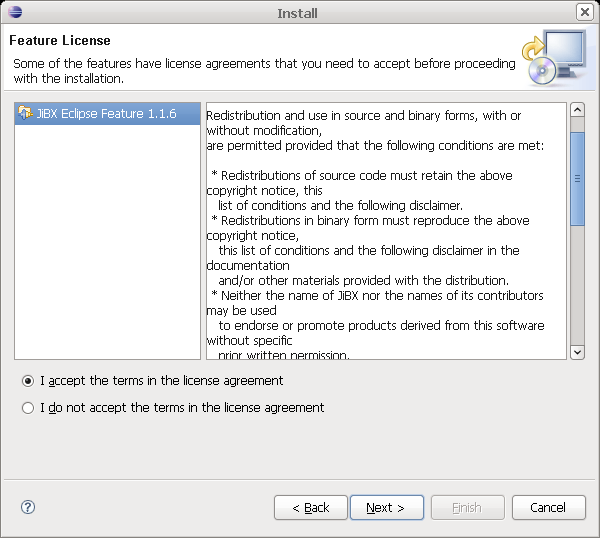 Install
Feature License
Some of the features have license agreements that you need to accept before proceeding
with the installation.
JiBX Eclipse Feature 1.1.6
Redistribution and use in source and binary forms, with or
without modification,
are permitted provided that the following conditions are met:
* Redistributions of source code must retain the above
copyright notice, this
list of conditions and the following disclaimer.
* Redistributions in binary form must reproduce the above
copyright notice,
this list of conditions and the following disclaimer in the
documentation
and/or other materials provided with the distribution.
* Neither the name of JiBX nor the names of its contributors
may be used
to endorse or promote products derived from this software
without specific
prior written permission.
I accept the terms in the license agreement
I do not accept the terms in the license agreement
?
< Back
Next >
Finish
Cancel